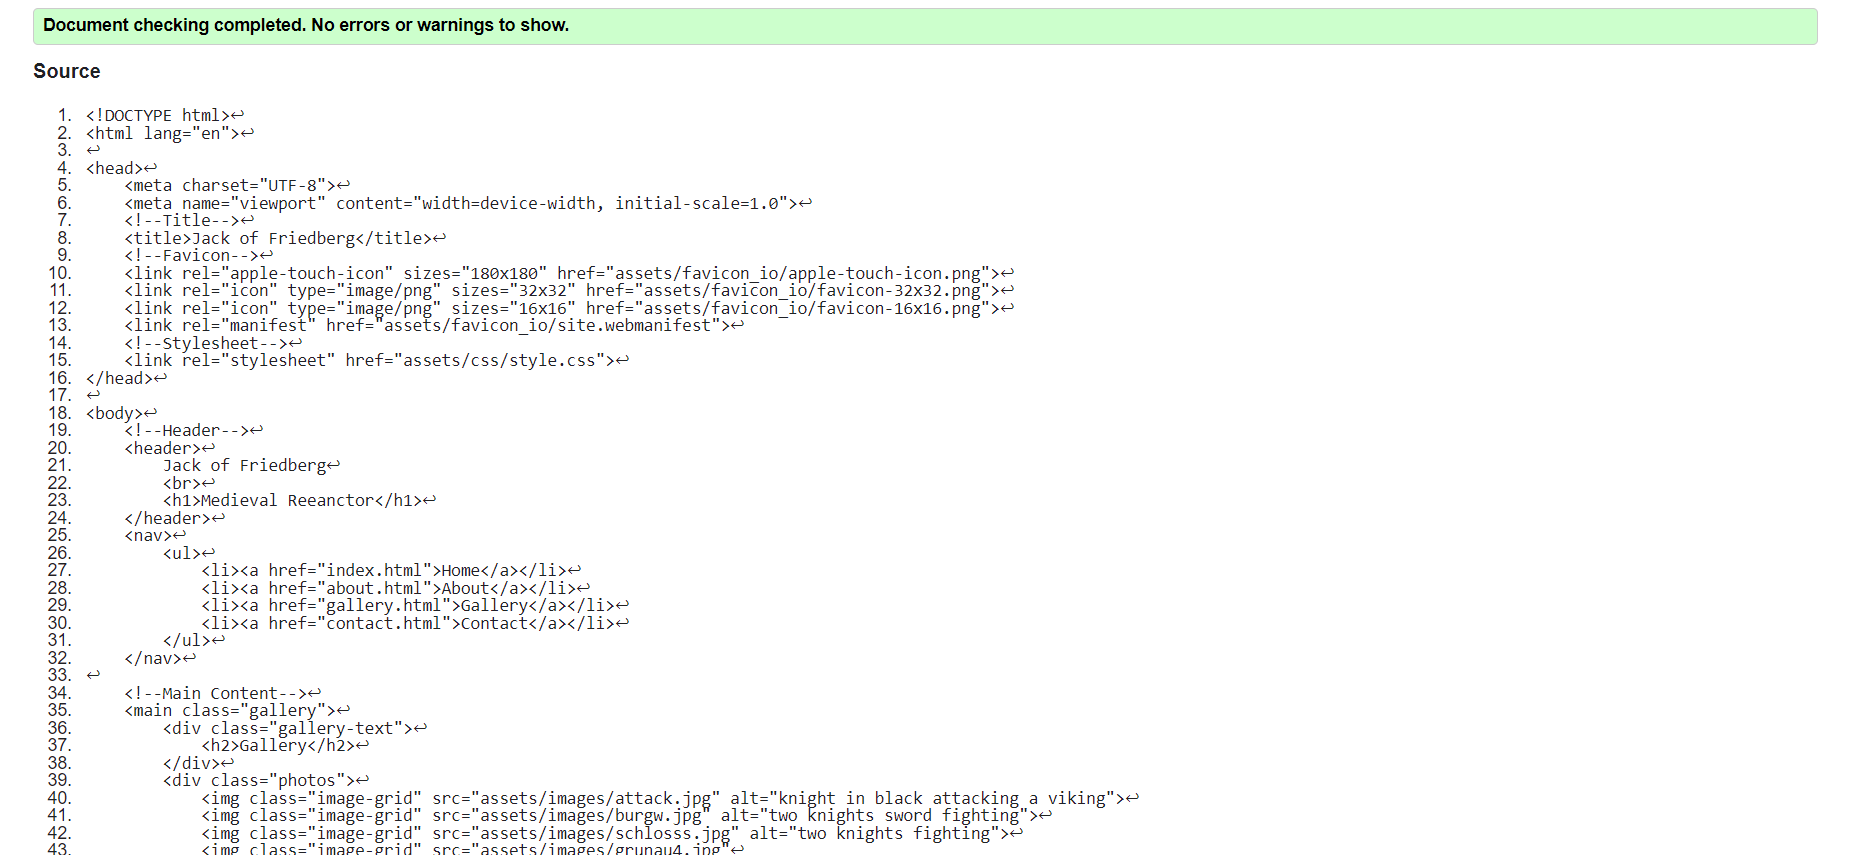 Document checking completed. No errors or warnings to show.
Source
1. <!DOCTYPE html>↩
2. <html lang="en">↩
3. ↩
4. <head>↩
5.     <meta charset="UTF-8">↩
6.     <meta name="viewport" content="width=device-width, initial-scale=1.0">↩
7.     <!--Title-->↩
8.     <title>Jack of Friedberg</title>↩
9.     <!--Favicon-->↩
10.     <link rel="apple-touch-icon" sizes="180x180" href="assets/favicon_io/apple-touch-icon.png">↩
11.     <link rel="icon" type="image/png" sizes="32x32" href="assets/favicon_io/favicon-32x32.png">↩
12.     <link rel="icon" type="image/png" sizes="16x16" href="assets/favicon_io/favicon-16x16.png">↩
13.     <link rel="manifest" href="assets/favicon_io/site.webmanifest">↩
14.     <!--Stylesheet-->↩
15.     <link rel="stylesheet" href="assets/css/style.css">↩
16. </head>↩
17. ↩
18. <body>↩
19.     <!--Header-->↩
20.     <header>↩
21.         Jack of Friedberg↩
22.         <br>↩
23.         <h1>Medieval Reeanctor</h1>↩
24.     </header>↩
25.     <nav>↩
26.         <ul>↩
27.             <li><a href="index.html">Home</a></li>↩
28.             <li><a href="about.html">About</a></li>↩
29.             <li><a href="gallery.html">Gallery</a></li>↩
30.             <li><a href="contact.html">Contact</a></li>↩
31.         </ul>↩
32.     </nav>↩
33. ↩
34.     <!--Main Content-->↩
35.     <main class="gallery">↩
36.         <div class="gallery-text">↩
37.             <h2>Gallery</h2>↩
38.         </div>↩
39.         <div class="photos">↩
40.             <img class="image-grid" src="assets/images/attack.jpg" alt="knight in black attacking a viking">↩
41.             <img class="image-grid" src="assets/images/burgw.jpg" alt="two knights sword fighting">↩
42.             <img class="image-grid" src="assets/images/schlosss.jpg" alt="two knights fighting">↩
43.             <img class="image-grid" src="assets/images/grunau4.jpg"↩